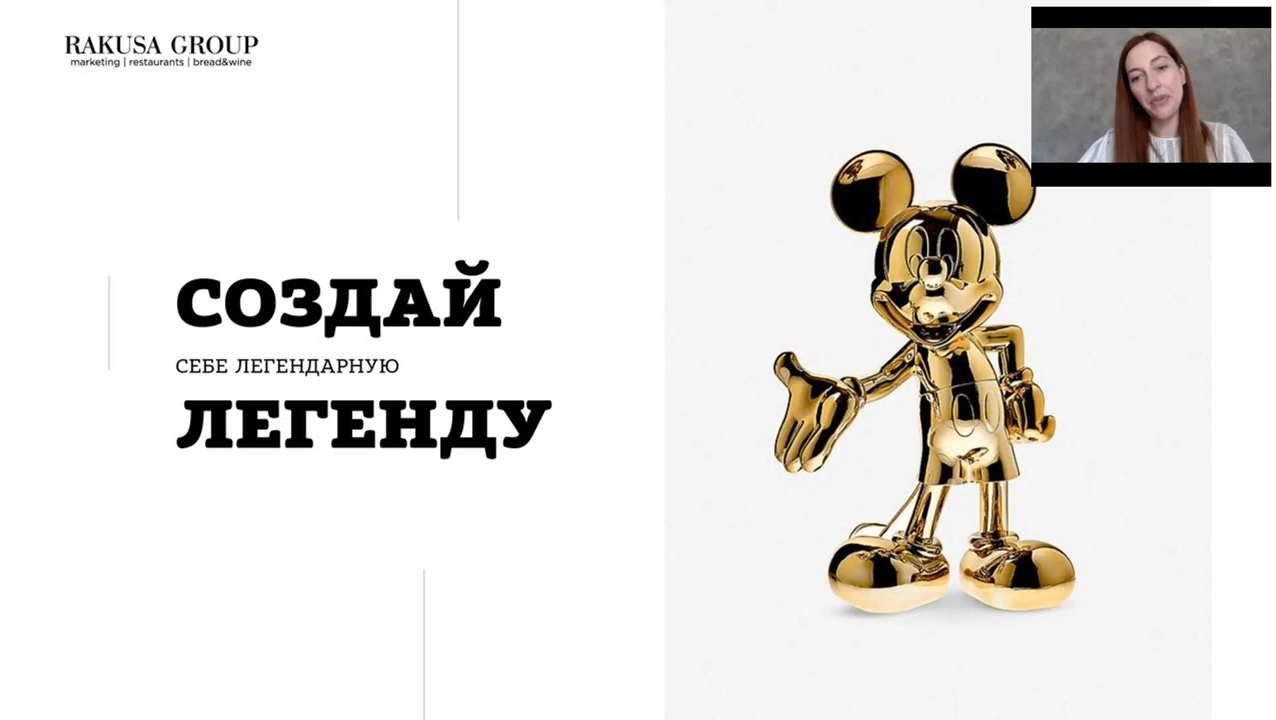 RAKUSA GROUP
marketing | restaurants | bread&wine
СОЗДАЙ
СЕБЕ ЛЕГЕНДАРНУЮ
ЛЕГЕНДУ